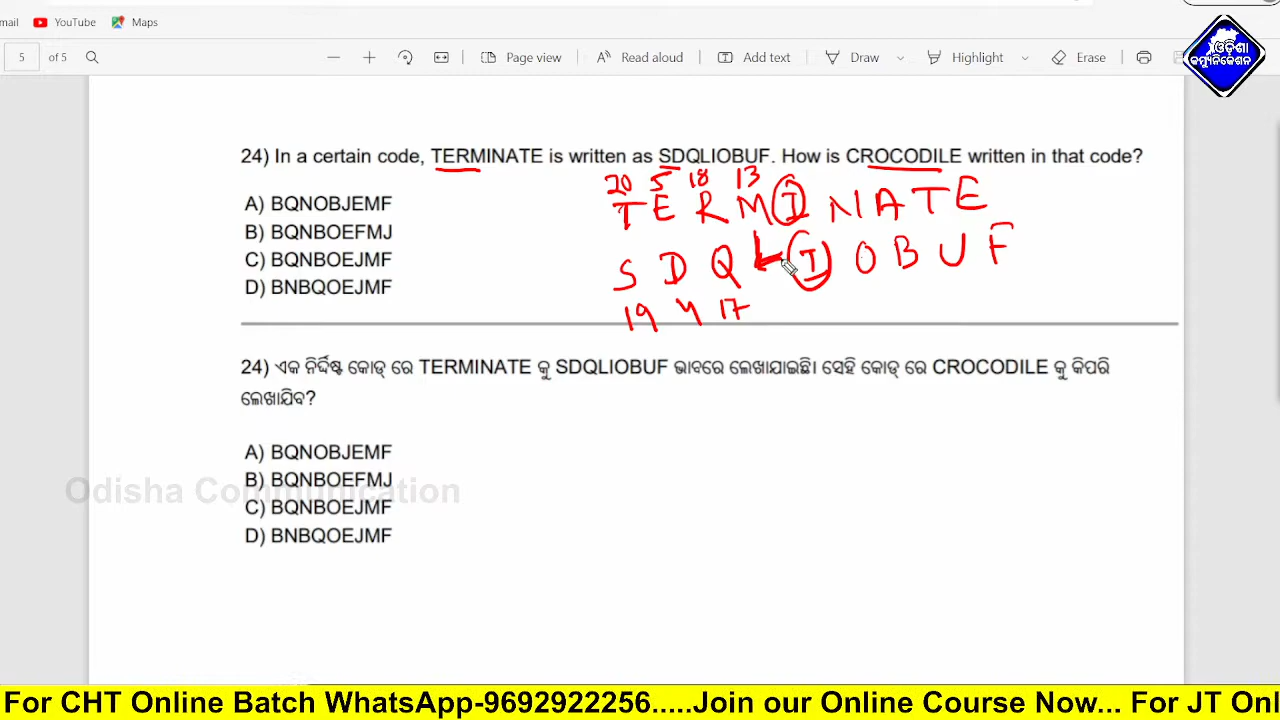 mail YouTube Maps
5 of 5 Page view Read aloud Add text Draw Highlight Erase
ଓଡ଼ିଶା
କମ୍ୟୁନିକେଶନ
24) In a certain code, TERMINATE is written as SDQLIOBUF. How is CROCODILE written in that code?
20 5 18 13
T E R M I N A T E
A) BQNOBJEMF
B) BQNBOEFMJ
S D Q L I O B U F
C) BQNBOEJMF
D) BNBQOEJMF
19 4 17
24) ଏକ ନିର୍ଦ୍ଦିଷ୍ଟ କୋଡ୍ ରେ TERMINATE କୁ SDQLIOBUF ଭାବରେ ଲେଖାଯାଇଛି। ସେହି କୋଡ୍ ରେ CROCODILE କୁ କିପରି
ଲେଖାଯିବ?
A) BQNOBJEMF
B) BQNBOEFMJ
Odisha Communication
C) BQNBOEJMF
D) BNBQOEJMF
For CHT Online Batch WhatsApp-9692922256.....Join our Online Course Now... For JT Onl